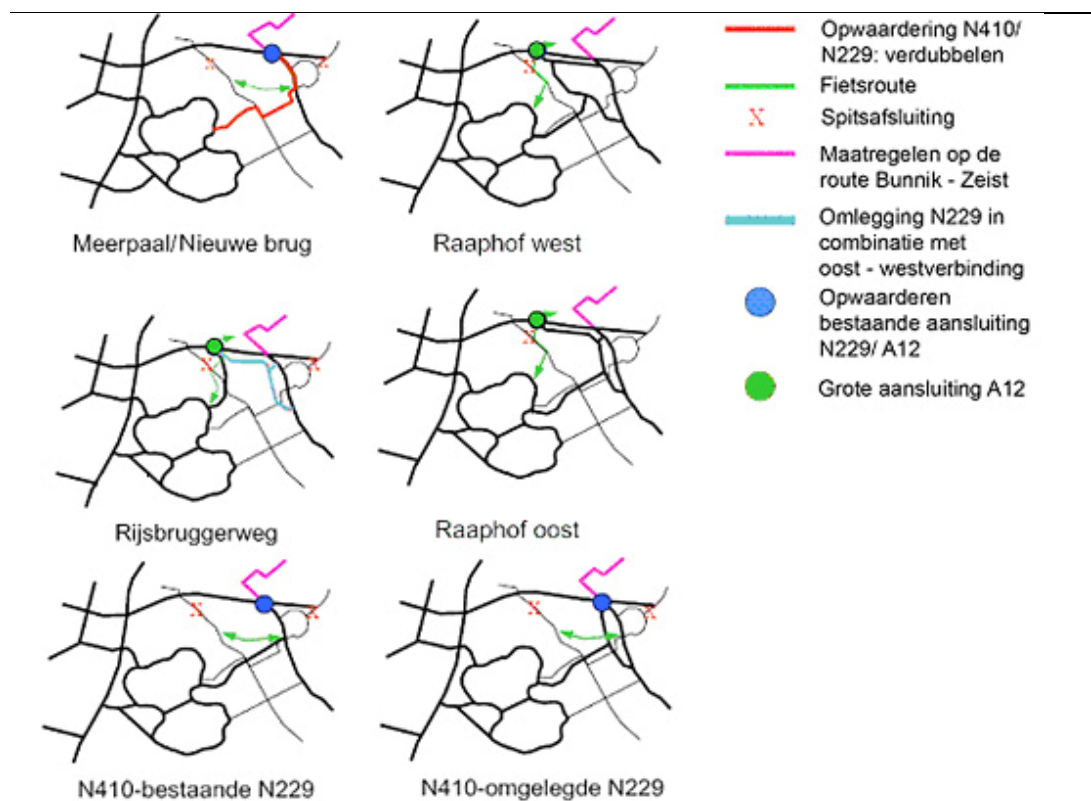 Opwaardering N410/
N229: verdubbelen
Fietsroute
X Spitsafsluiting
Maatregelen op de
route Bunnik - Zeist
Omlegging N229 in
combinatie met
oost - westverbinding
Opwaarderen
bestaande aansluiting
N229/ A12
Grote aansluiting A12
X X
Meerpaal/Nieuwe brug
X
Raaphof west
X X
Rijsbruggerweg
X
Raaphof oost
X X
N410-bestaande N229
X X
N410-omgelegde N229